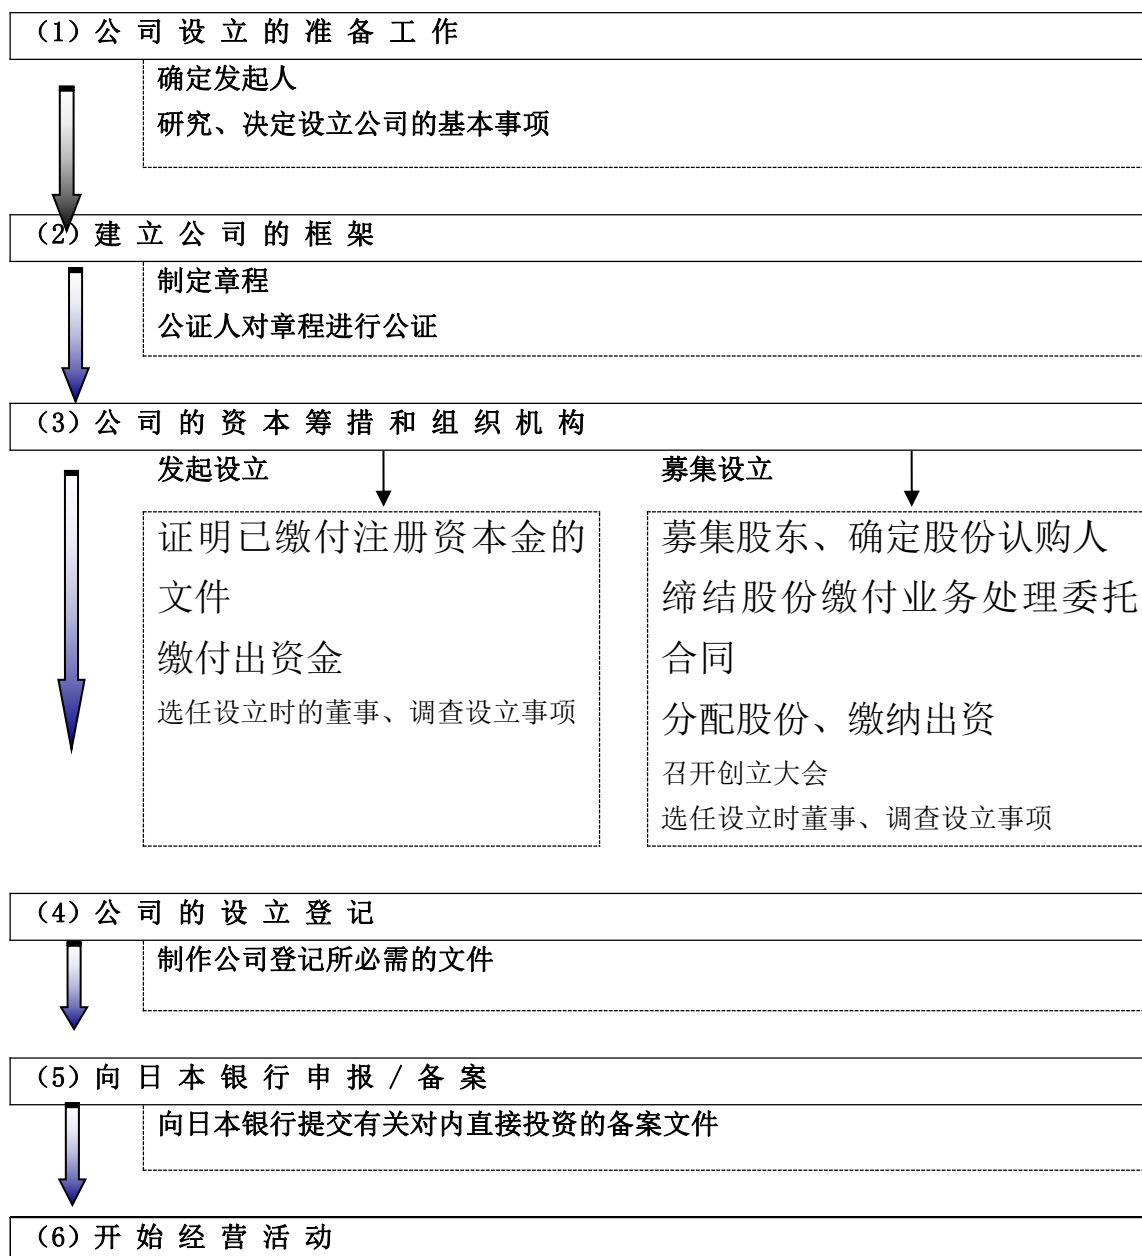 （1）公司设立的准备工作
确定发起人
研究、决定设立公司的基本事项
（2）建立公司的框架
制定章程
公证人对章程进行公证
（3）公司的资本筹措和组织机构
发起设立
证明已缴付注册资本金的
文件
缴付出资金
选任设立时的董事、调查设立事项
募集设立
募集股东、确定股份认购人
缔结股份缴付业务处理委托
合同
分配股份、缴纳出资
召开创立大会
选任设立时董事、调查设立事项
（4）公司的设立登记
制作公司登记所必需的文件
（5）向日本银行申报/备案
向日本银行提交有关对内直接投资的备案文件
（6）开始经营活动